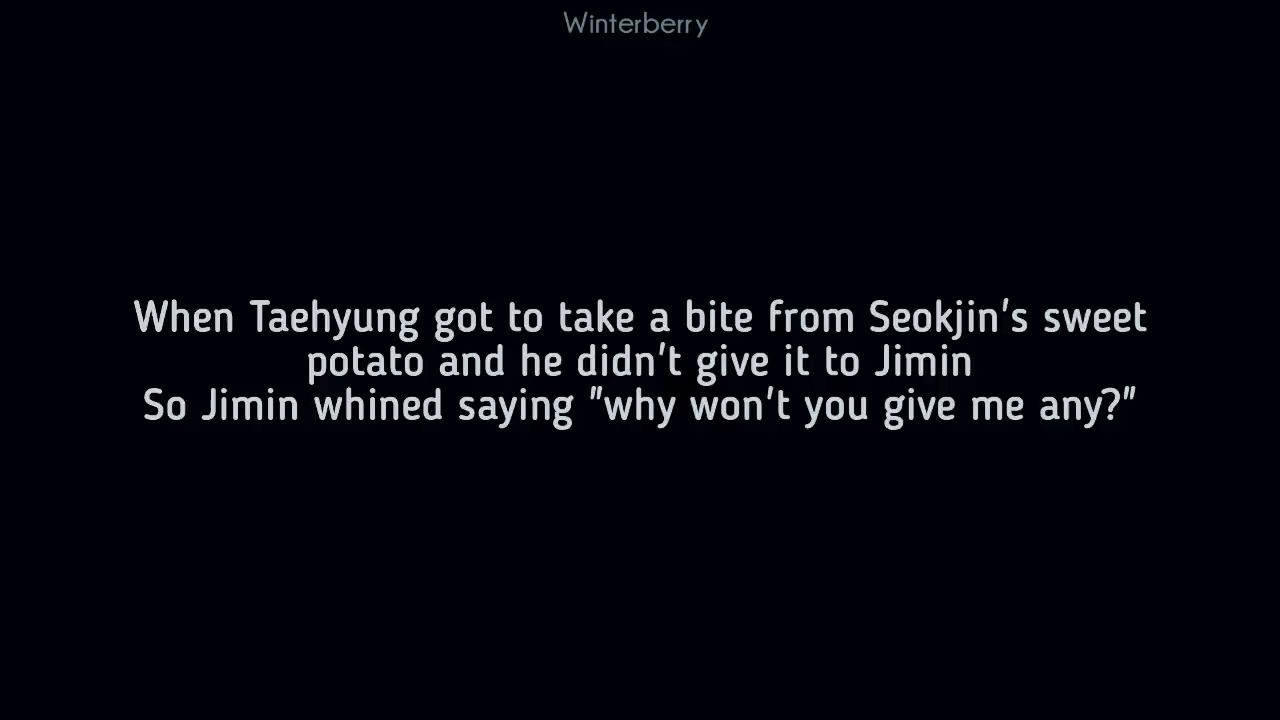 Winterberry
When Taehyung got to take a bite from Seokjin's sweet
potato and he didn't give it to Jimin
So Jimin whined saying "why won't you give me any?"